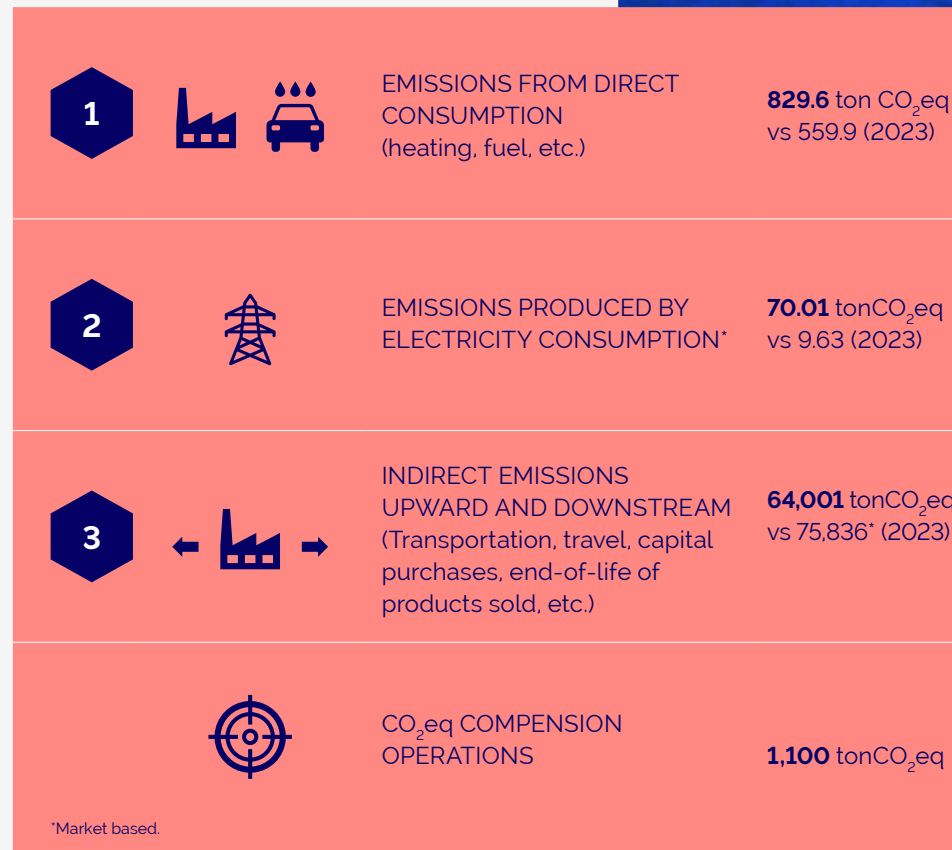 1
EMISSIONS FROM DIRECT
CONSUMPTION
(heating, fuel, etc.)
829.6 ton CO₂eq
vs 559.9 (2023)
2
EMISSIONS PRODUCED BY
ELECTRICITY CONSUMPTION*
70.01 tonCO₂eq
vs 9.63 (2023)
3
INDIRECT EMISSIONS
UPWARD AND DOWNSTREAM
(Transportation, travel, capital
purchases, end-of-life of
products sold, etc.)
64,001 tonCO₂eq
vs 75,836* (2023)
CO₂eq COMPENSION
OPERATIONS
1,100 tonCO₂eq
*Market based.